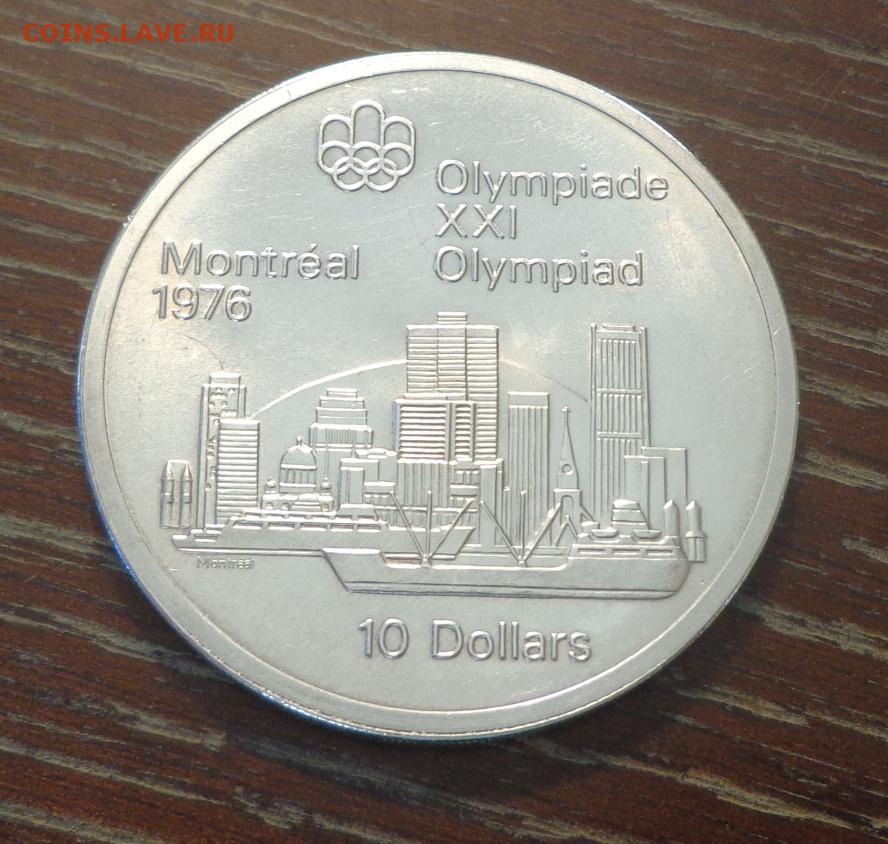 COINS.LAVE.RU
Olympiade
XXI
Olympiad
Montréal
1976
Montréal
10 Dollars